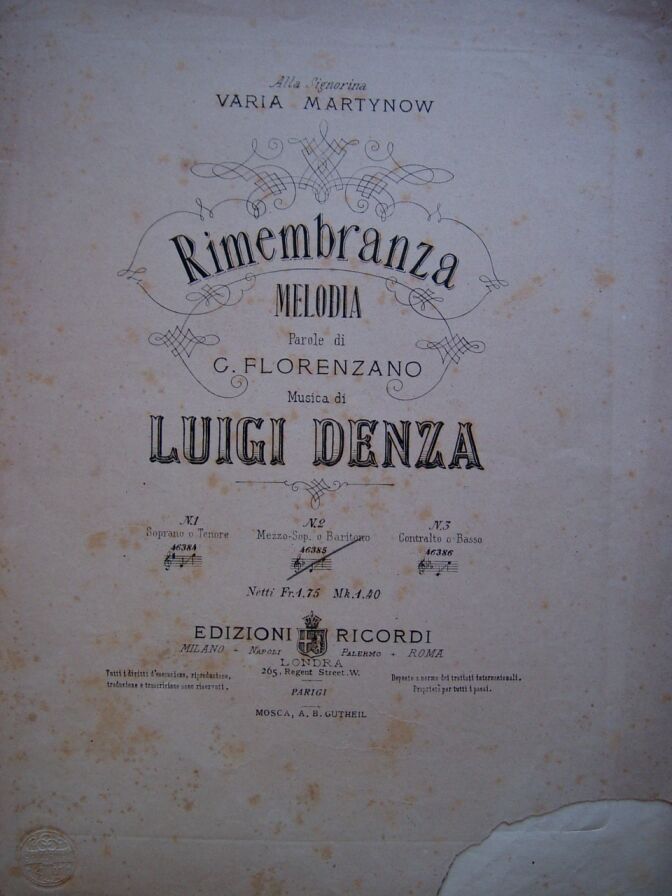 Alla Signorina
VARIA MARTYNOW
Rimembranza
MELODIA
Parole di
G. FLORENZANO
Musica di
LUIGI DENZA
N.1 N.2 N.3
Soprano o Tenore Mezzo-Sop. o Baritono Contralto o Basso
46384 46385 46386
Netti Fr. 1.75 Mk. 1.40
EDIZIONI RICORDI
MILANO - NAPOLI PALERMO - ROMA
LONDRA
265, Regent Street. W.
Tutti i diritti d'esecuzione, riproduzione,
traduzione e trascrizione sono riservati.
Deposto a norma dei trattati internazionali.
Proprietà per tutti i paesi.
PARIGI
MOSCA, A. B. GUTHEIL